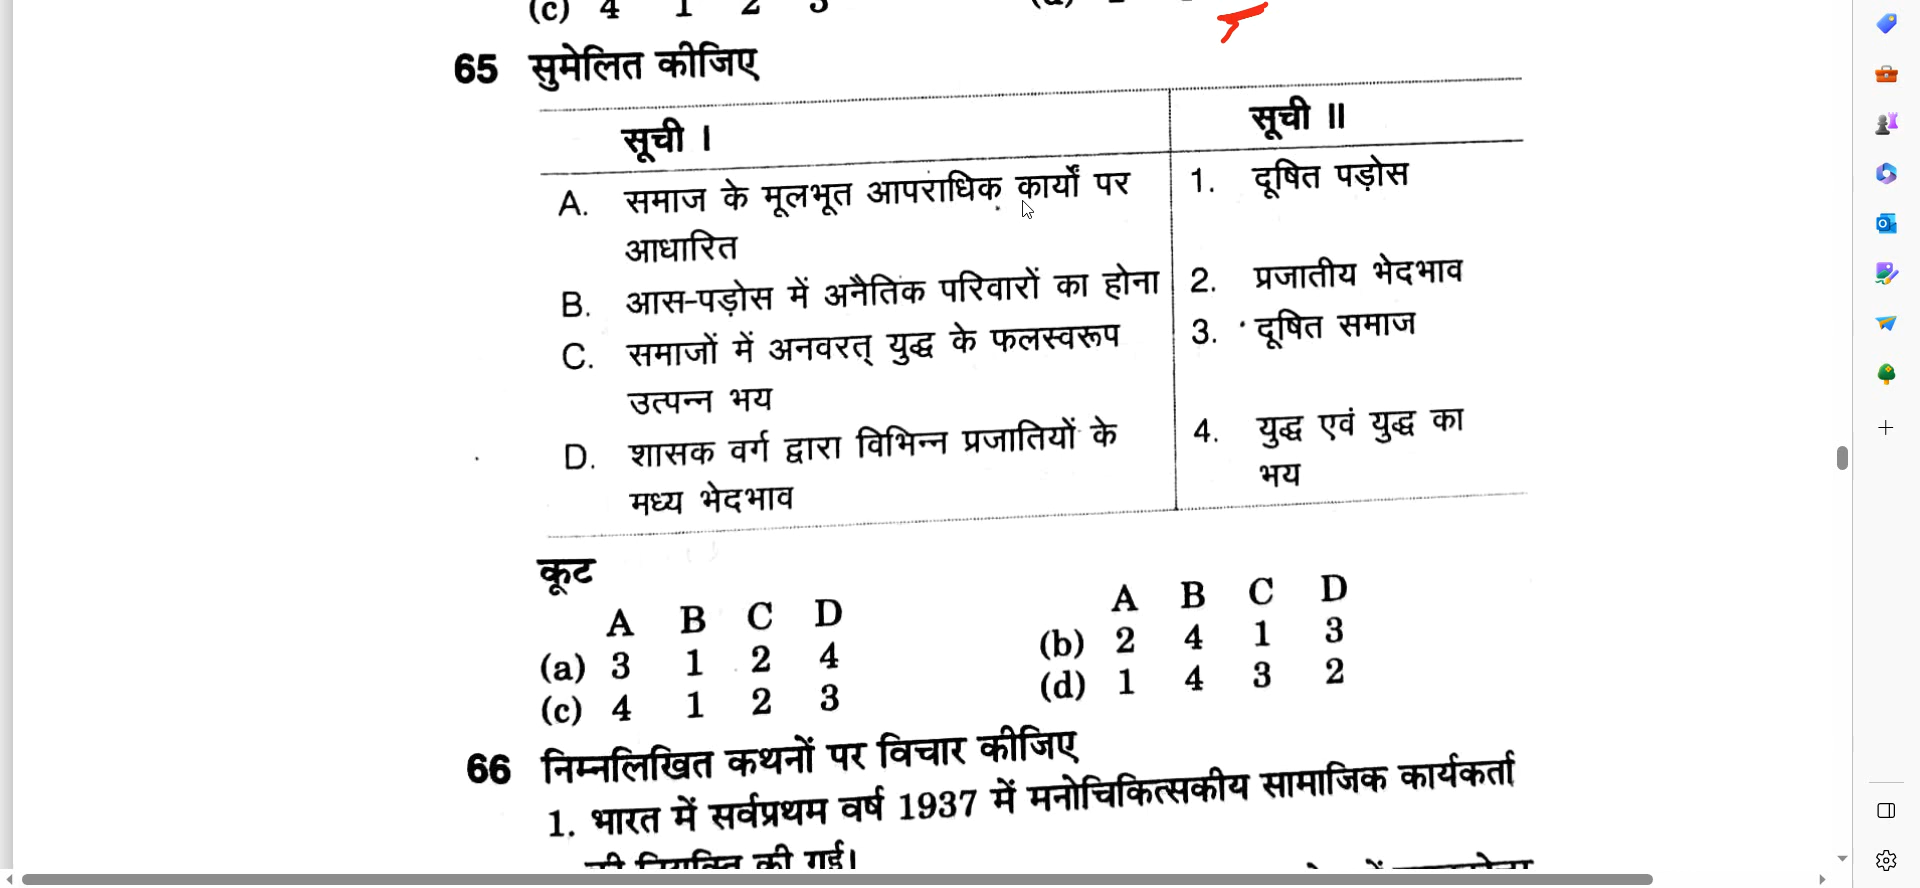 (c) 4 1 2 3
65 सुमेलित कीजिए
सूची I सूची II
A. समाज के मूलभूत आपराधिक कार्यों पर 1. दूषित पड़ोस
आधारित
B. आस-पड़ोस में अनैतिक परिवारों का होना 2. प्रजातीय भेदभाव
C. समाजों में अनवरत् युद्ध के फलस्वरूप 3. दूषित समाज
उत्पन्न भय
D. शासक वर्ग द्वारा विभिन्न प्रजातियों के 4. युद्ध एवं युद्ध का
मध्य भेदभाव भय
कूट
A B C D A B C D
(a) 3 1 2 4 (b) 2 4 1 3
(c) 4 1 2 3 (d) 1 4 3 2
66 निम्नलिखित कथनों पर विचार कीजिए
1. भारत में सर्वप्रथम वर्ष 1937 में मनोचिकित्सकीय सामाजिक कार्यकर्ता
की नियुक्ति की गई।